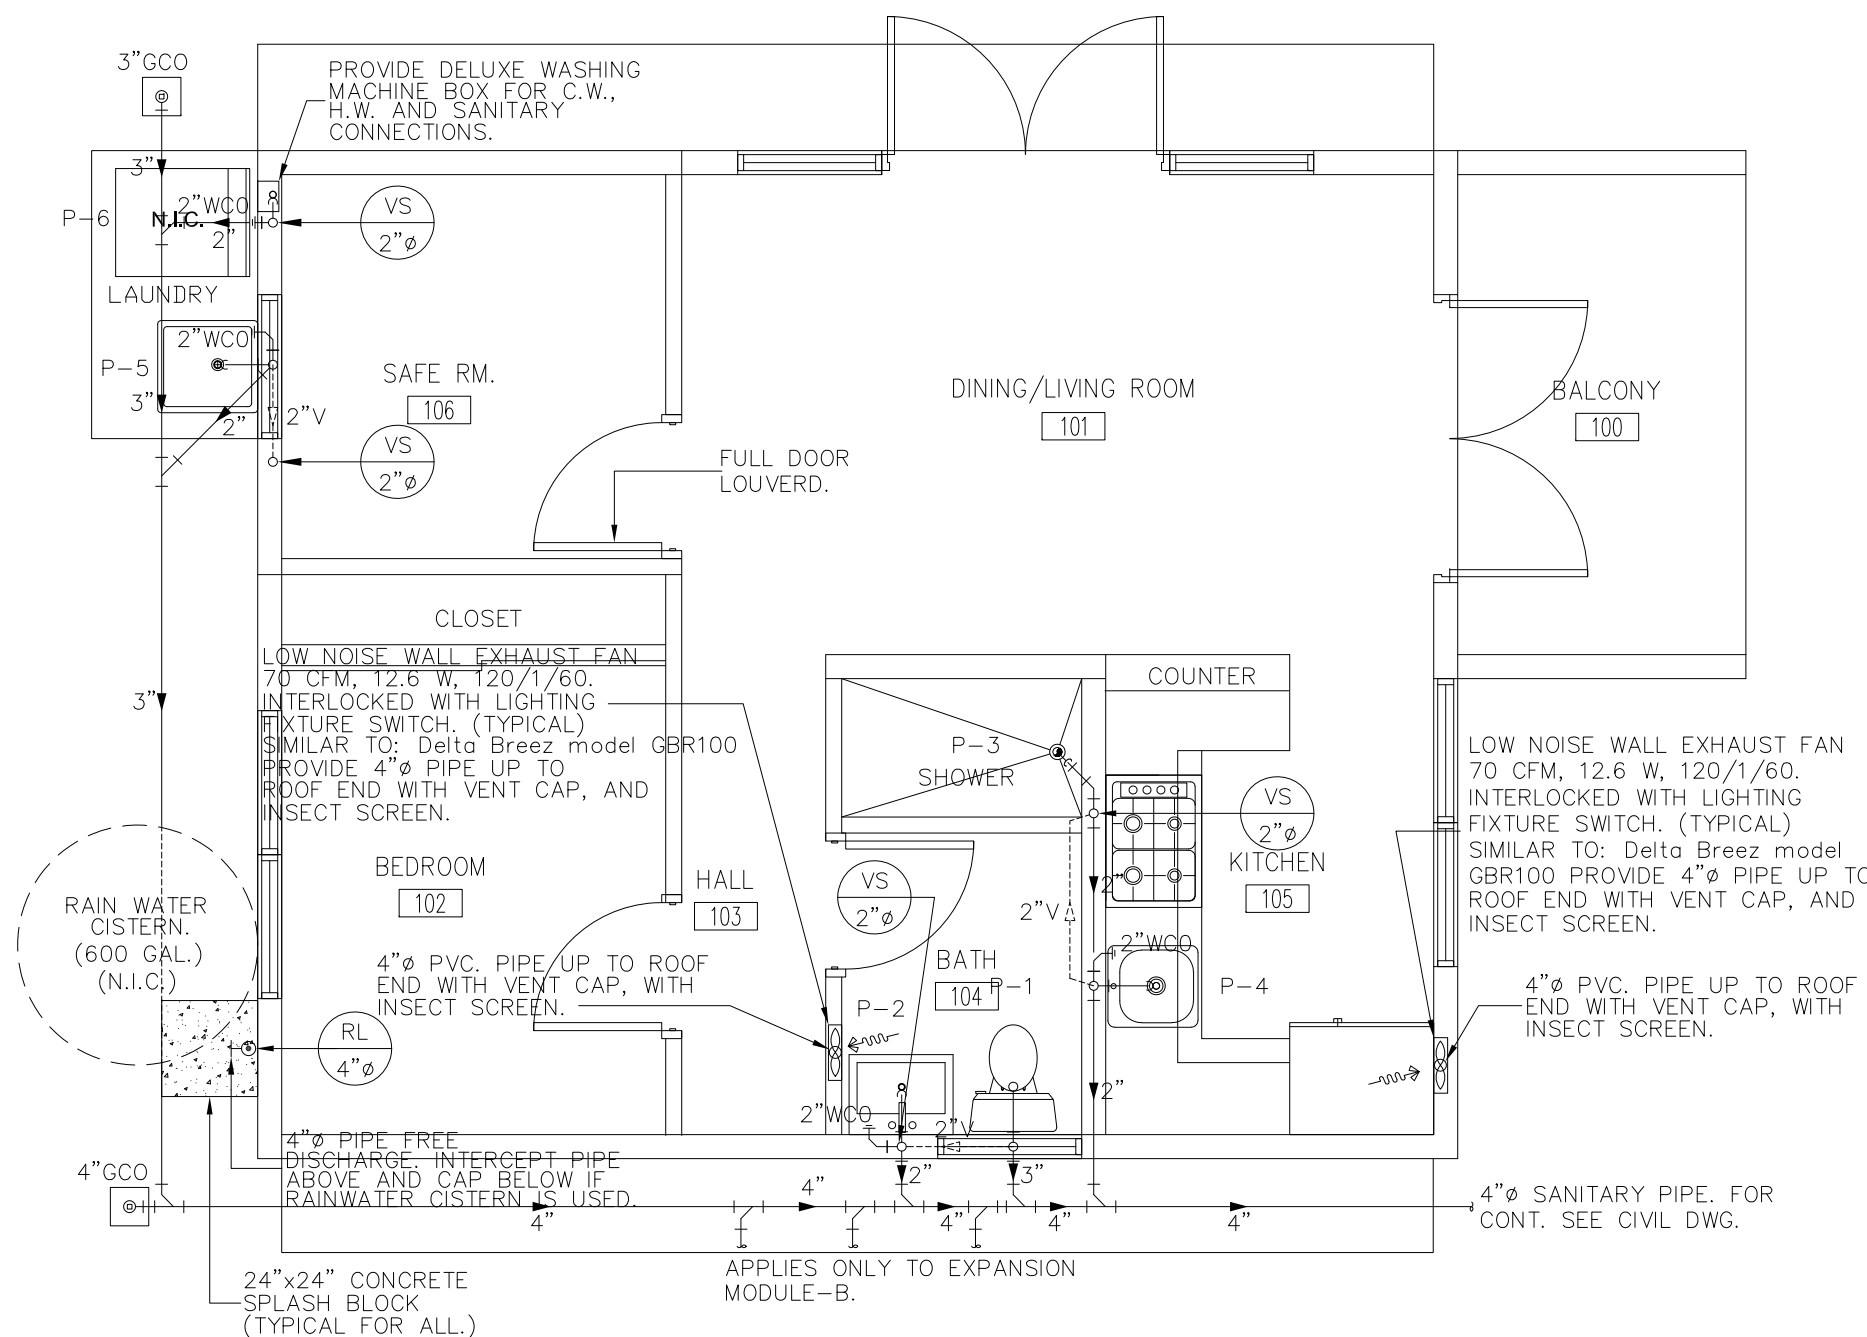 3"GCO
PROVIDE DELUXE WASHING
MACHINE BOX FOR C.W.,
H.W. AND SANITARY
CONNECTIONS.
3"
P-6
N.I.C.
2"WCO
2"
VS
2"ø
LAUNDRY
2"WCO
P-5
3"
2"
2"V
SAFE RM.
106
VS
2"ø
FULL DOOR
LOUVERD.
DINING/LIVING ROOM
101
BALCONY
100
CLOSET
LOW NOISE WALL EXHAUST FAN
70 CFM, 12.6 W, 120/1/60.
INTERLOCKED WITH LIGHTING
FIXTURE SWITCH. (TYPICAL)
SIMILAR TO: Delta Breez model GBR100
PROVIDE 4"ø PIPE UP TO
ROOF END WITH VENT CAP, AND
INSECT SCREEN.
3"
COUNTER
P-3
SHOWER
VS
2"ø
KITCHEN
105
LOW NOISE WALL EXHAUST FAN
70 CFM, 12.6 W, 120/1/60.
INTERLOCKED WITH LIGHTING
FIXTURE SWITCH. (TYPICAL)
SIMILAR TO: Delta Breez model
GBR100 PROVIDE 4"ø PIPE UP TO
ROOF END WITH VENT CAP, AND
INSECT SCREEN.
BEDROOM
102
HALL
103
VS
2"ø
2"
2"V
2"WCO
RAIN WATER
CISTERN.
(600 GAL.)
(N.I.C.)
4"ø PVC. PIPE UP TO ROOF
END WITH VENT CAP, WITH
INSECT SCREEN.
BATH
104
P-1
P-2
P-4
4"ø PVC. PIPE UP TO ROOF
END WITH VENT CAP, WITH
INSECT SCREEN.
RL
4"ø
2"
2"WCO
2"V
4"ø PIPE FREE
DISCHARGE. INTERCEPT PIPE
ABOVE AND CAP BELOW IF
RAINWATER CISTERN IS USED.
4"GCO
2"
3"
4"
4"
4"
4"
4"
4"ø SANITARY PIPE. FOR
CONT. SEE CIVIL DWG.
APPLIES ONLY TO EXPANSION
MODULE-B.
24"x24" CONCRETE
SPLASH BLOCK
(TYPICAL FOR ALL.)